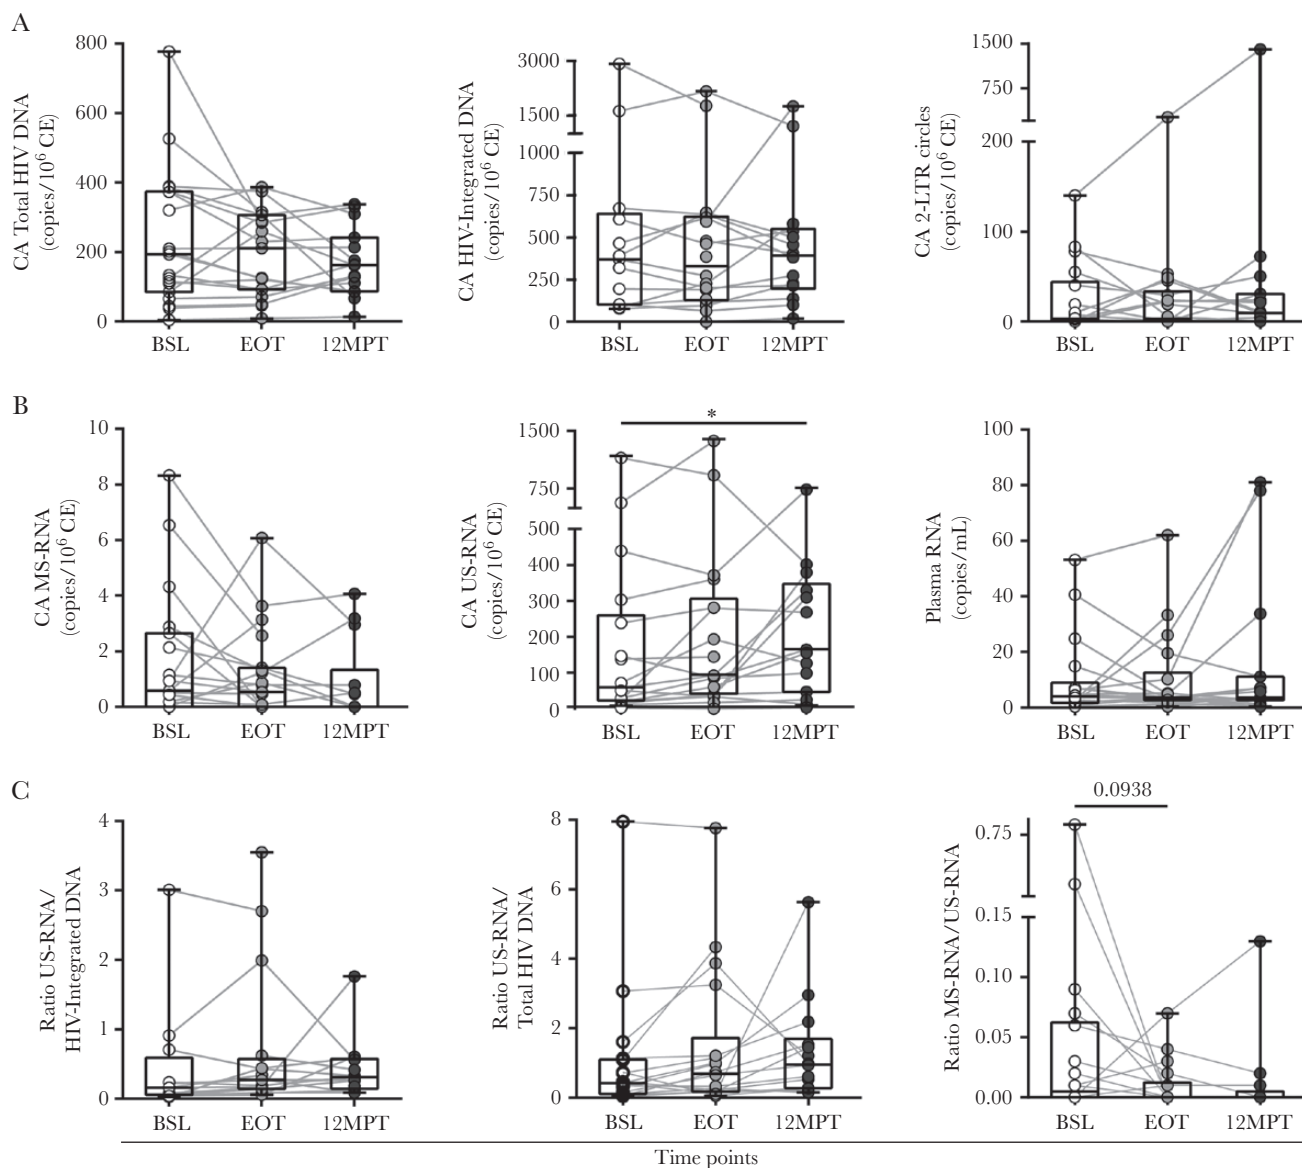 A
CA Total HIV DNA
(copies/10⁶ CE)
800
600
400
200
0
BSL EOT 12MPT
CA HIV-Integrated DNA
(copies/10⁶ CE)
3000
1500
1000
750
500
250
0
BSL EOT 12MPT
CA 2-LTR circles
(copies/10⁶ CE)
1500
750
200
100
0
BSL EOT 12MPT
B
CA MS-RNA
(copies/10⁶ CE)
10
8
6
4
2
0
BSL EOT 12MPT
CA US-RNA
(copies/10⁶ CE)
1500
750
500
400
300
200
100
0
*
BSL EOT 12MPT
Plasma RNA
(copies/mL)
100
80
60
40
20
0
BSL EOT 12MPT
C
Ratio US-RNA/
HIV-Integrated DNA
4
3
2
1
0
BSL EOT 12MPT
Ratio US-RNA/
Total HIV DNA
8
6
4
2
0
BSL EOT 12MPT
Ratio MS-RNA/US-RNA
0.0938
0.75
0.15
0.10
0.05
0.00
BSL EOT 12MPT
Time points